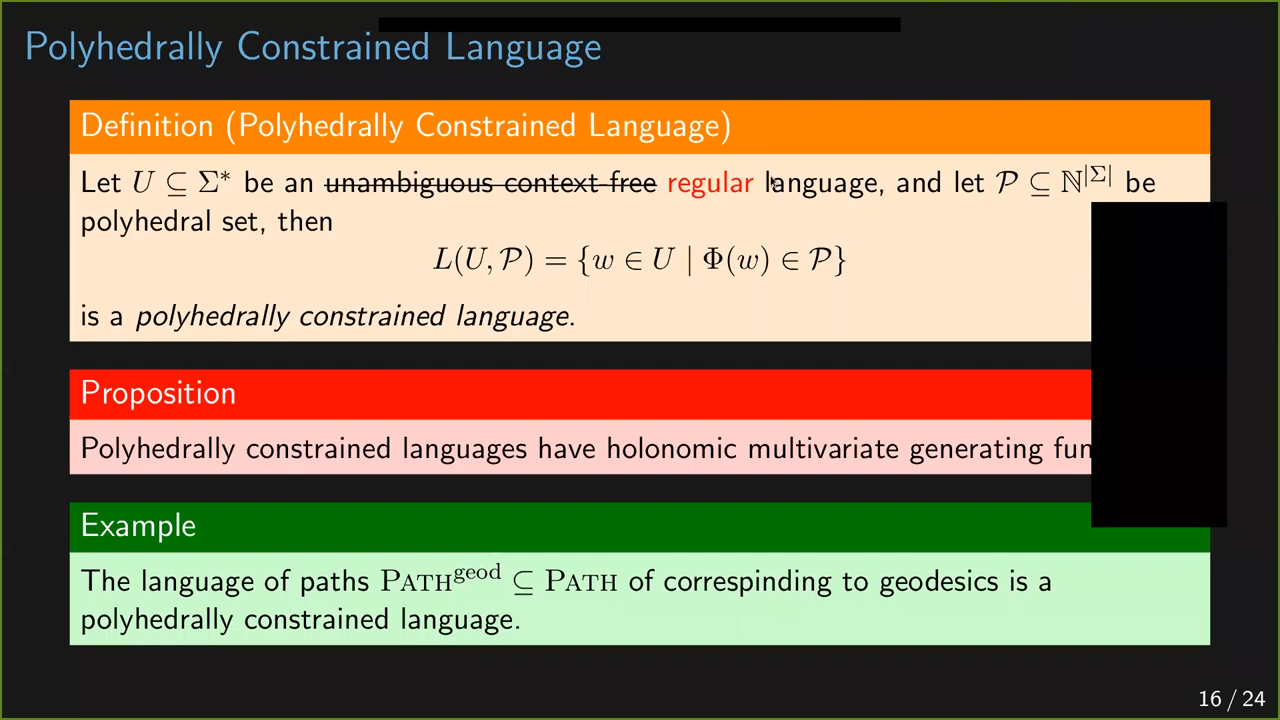 Polyhedrally Constrained Language
Definition (Polyhedrally Constrained Language)
Let U ⊆ Σ* be an unambiguous context-free regular language, and let 𝒫 ⊆ ℕ^|Σ| be
polyhedral set, then
L(U, 𝒫) = {w ∈ U | Φ(w) ∈ 𝒫}
is a polyhedrally constrained language.
Proposition
Polyhedrally constrained languages have holonomic multivariate generating
Example
The language of paths PATH^geod ⊆ PATH of correspinding to geodesics is a
polyhedrally constrained language.
16 / 24